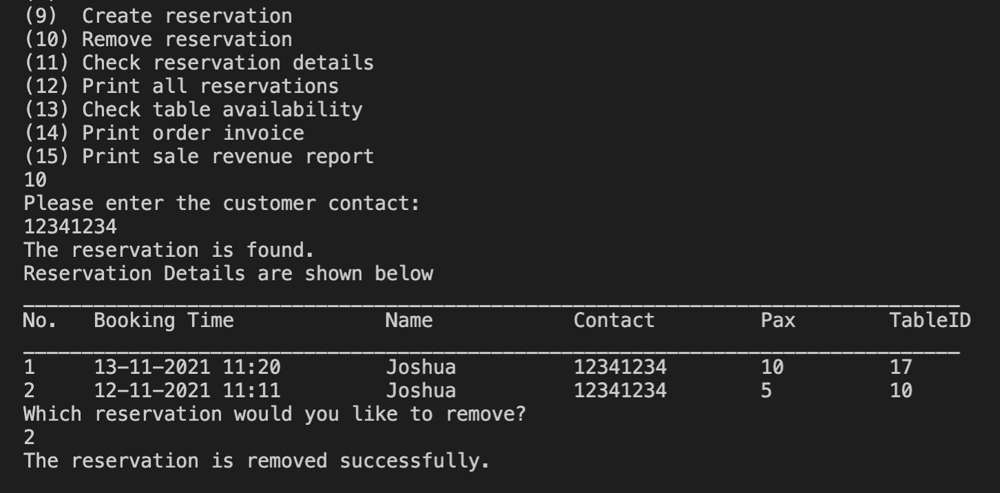 (9)  Create reservation
(10) Remove reservation
(11) Check reservation details
(12) Print all reservations
(13) Check table availability
(14) Print order invoice
(15) Print sale revenue report
10
Please enter the customer contact:
12341234
The reservation is found.
Reservation Details are shown below
No.   Booking Time             Name            Contact         Pax        TableID
1     13-11-2021 11:20         Joshua          12341234        10         17
2     12-11-2021 11:11         Joshua          12341234        5          10
Which reservation would you like to remove?
2
The reservation is removed successfully.